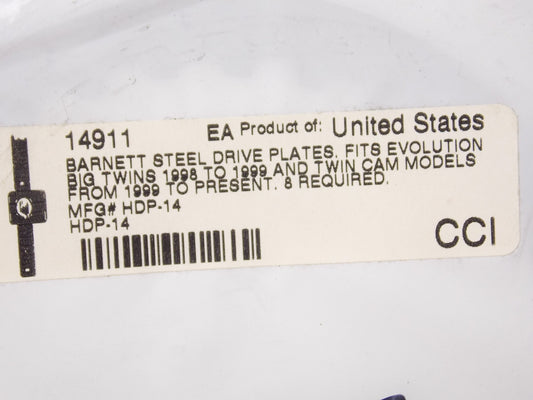 14911 EA Product of: United States
BARNETT STEEL DRIVE PLATES, FITS EVOLUTION
BIG TWINS 1998 TO 1999 AND TWIN CAM MODELS
FROM 1999 TO PRESENT. 8 REQUIRED.
MFG# HDP-14
HDP-14
CCI